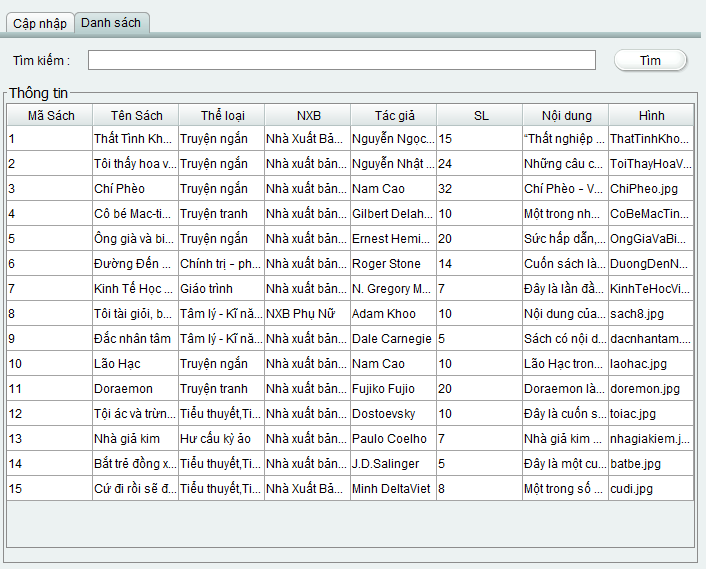 Cập nhập Danh sách
Tìm kiếm : Tìm
Thông tin
Mã Sách Tên Sách Thể loại NXB Tác giả SL Nội dung Hình
1 Thất Tình Kh... Truyện ngắn Nhà Xuất Bả... Nguyễn Ngọc... 15 “Thất nghiệp ... ThatTinhKho...
2 Tôi thấy hoa v... Truyện ngắn Nhà xuất bản... Nguyễn Nhật ... 24 Những câu c... ToiThayHoaV...
3 Chí Phèo Truyện ngắn Nhà xuất bản... Nam Cao 32 Chí Phèo - V... ChiPheo.jpg
4 Cô bé Mac-ti... Truyện tranh Nhà xuất bản... Gilbert Delah... 10 Một trong nh... CoBeMacTin...
5 Ông già và bi... Truyện ngắn Nhà xuất bản... Ernest Hemi... 20 Sức hấp dẫn,... OngGiaVaBi...
6 Đường Đến ... Chính trị - ph... Nhà xuất bản... Roger Stone 14 Cuốn sách là... DuongDenN...
7 Kinh Tế Học ... Giáo trình Nhà xuất bản... N. Gregory M... 7 Đây là lần đầ... KinhTeHocVi...
8 Tôi tài giỏi, b... Tâm lý - Kĩ nă... NXB Phụ Nữ Adam Khoo 10 Nội dung của... sach8.jpg
9 Đắc nhân tâm Tâm lý - Kĩ nă... Nhà xuất bản... Dale Carnegie 5 Sách có nội d... dacnhantam....
10 Lão Hạc Truyện ngắn Nhà xuất bản... Nam Cao 10 Lão Hạc tron... laohac.jpg
11 Doraemon Truyện tranh Nhà xuất bản... Fujiko Fujio 20 Doraemon là... doremon.jpg
12 Tội ác và trừn... Tiểu thuyết,Ti... Nhà xuất bản... Dostoevsky 10 Đây là cuốn s... toiac.jpg
13 Nhà giả kim Hư cấu kỳ ảo Nhà xuất bản... Paulo Coelho 7 Nhà giả kim ... nhagiakiem.j...
14 Bắt trẻ đồng x... Tiểu thuyết,Ti... Nhà xuất bản... J.D.Salinger 5 Đây là một cu... batbe.jpg
15 Cứ đi rồi sẽ đ... Tiểu thuyết,Ti... Nhà Xuất Bả... Minh DeltaViet 8 Một trong số ... cudi.jpg